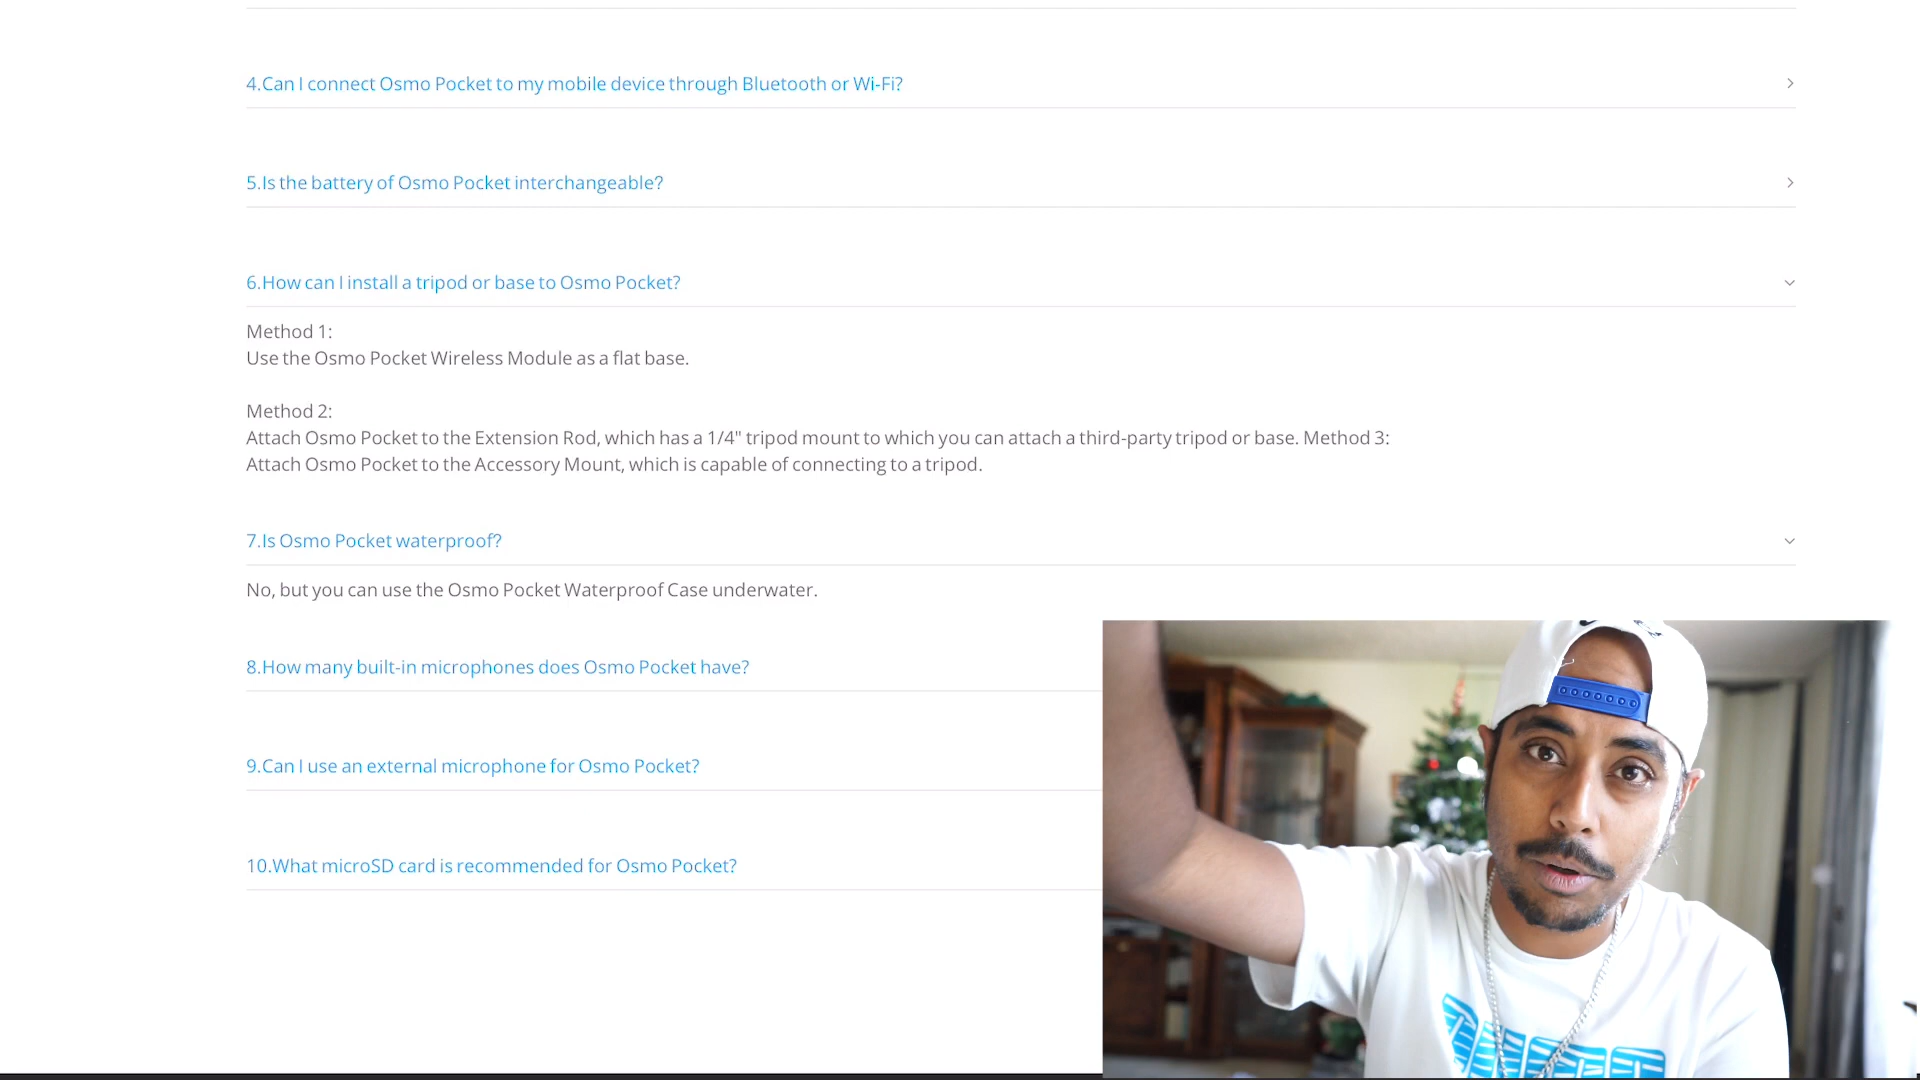 4.Can I connect Osmo Pocket to my mobile device through Bluetooth or Wi-Fi?
5.Is the battery of Osmo Pocket interchangeable?
6.How can I install a tripod or base to Osmo Pocket?
Method 1:
Use the Osmo Pocket Wireless Module as a flat base.
Method 2:
Attach Osmo Pocket to the Extension Rod, which has a 1/4" tripod mount to which you can attach a third-party tripod or base. Method 3:
Attach Osmo Pocket to the Accessory Mount, which is capable of connecting to a tripod.
7.Is Osmo Pocket waterproof?
No, but you can use the Osmo Pocket Waterproof Case underwater.
8.How many built-in microphones does Osmo Pocket have?
9.Can I use an external microphone for Osmo Pocket?
10.What microSD card is recommended for Osmo Pocket?